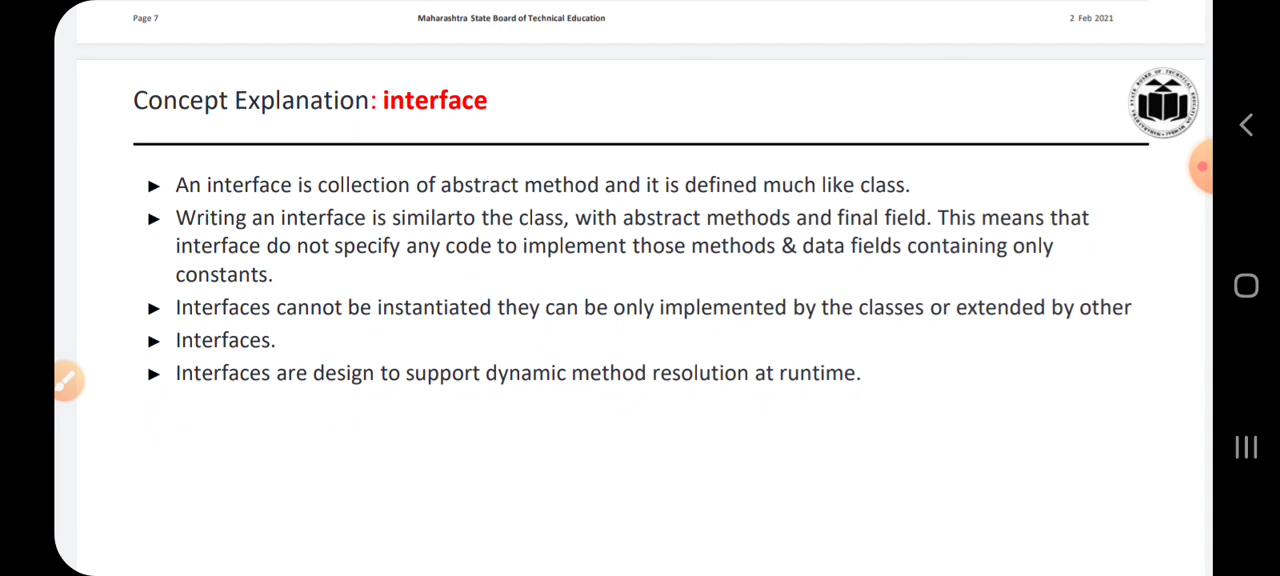 Page 7 Maharashtra State Board of Technical Education 2 Feb 2021
Concept Explanation: interface
► An interface is collection of abstract method and it is defined much like class.
► Writing an interface is similarto the class, with abstract methods and final field. This means that
interface do not specify any code to implement those methods & data fields containing only
constants.
► Interfaces cannot be instantiated they can be only implemented by the classes or extended by other
► Interfaces.
► Interfaces are design to support dynamic method resolution at runtime.